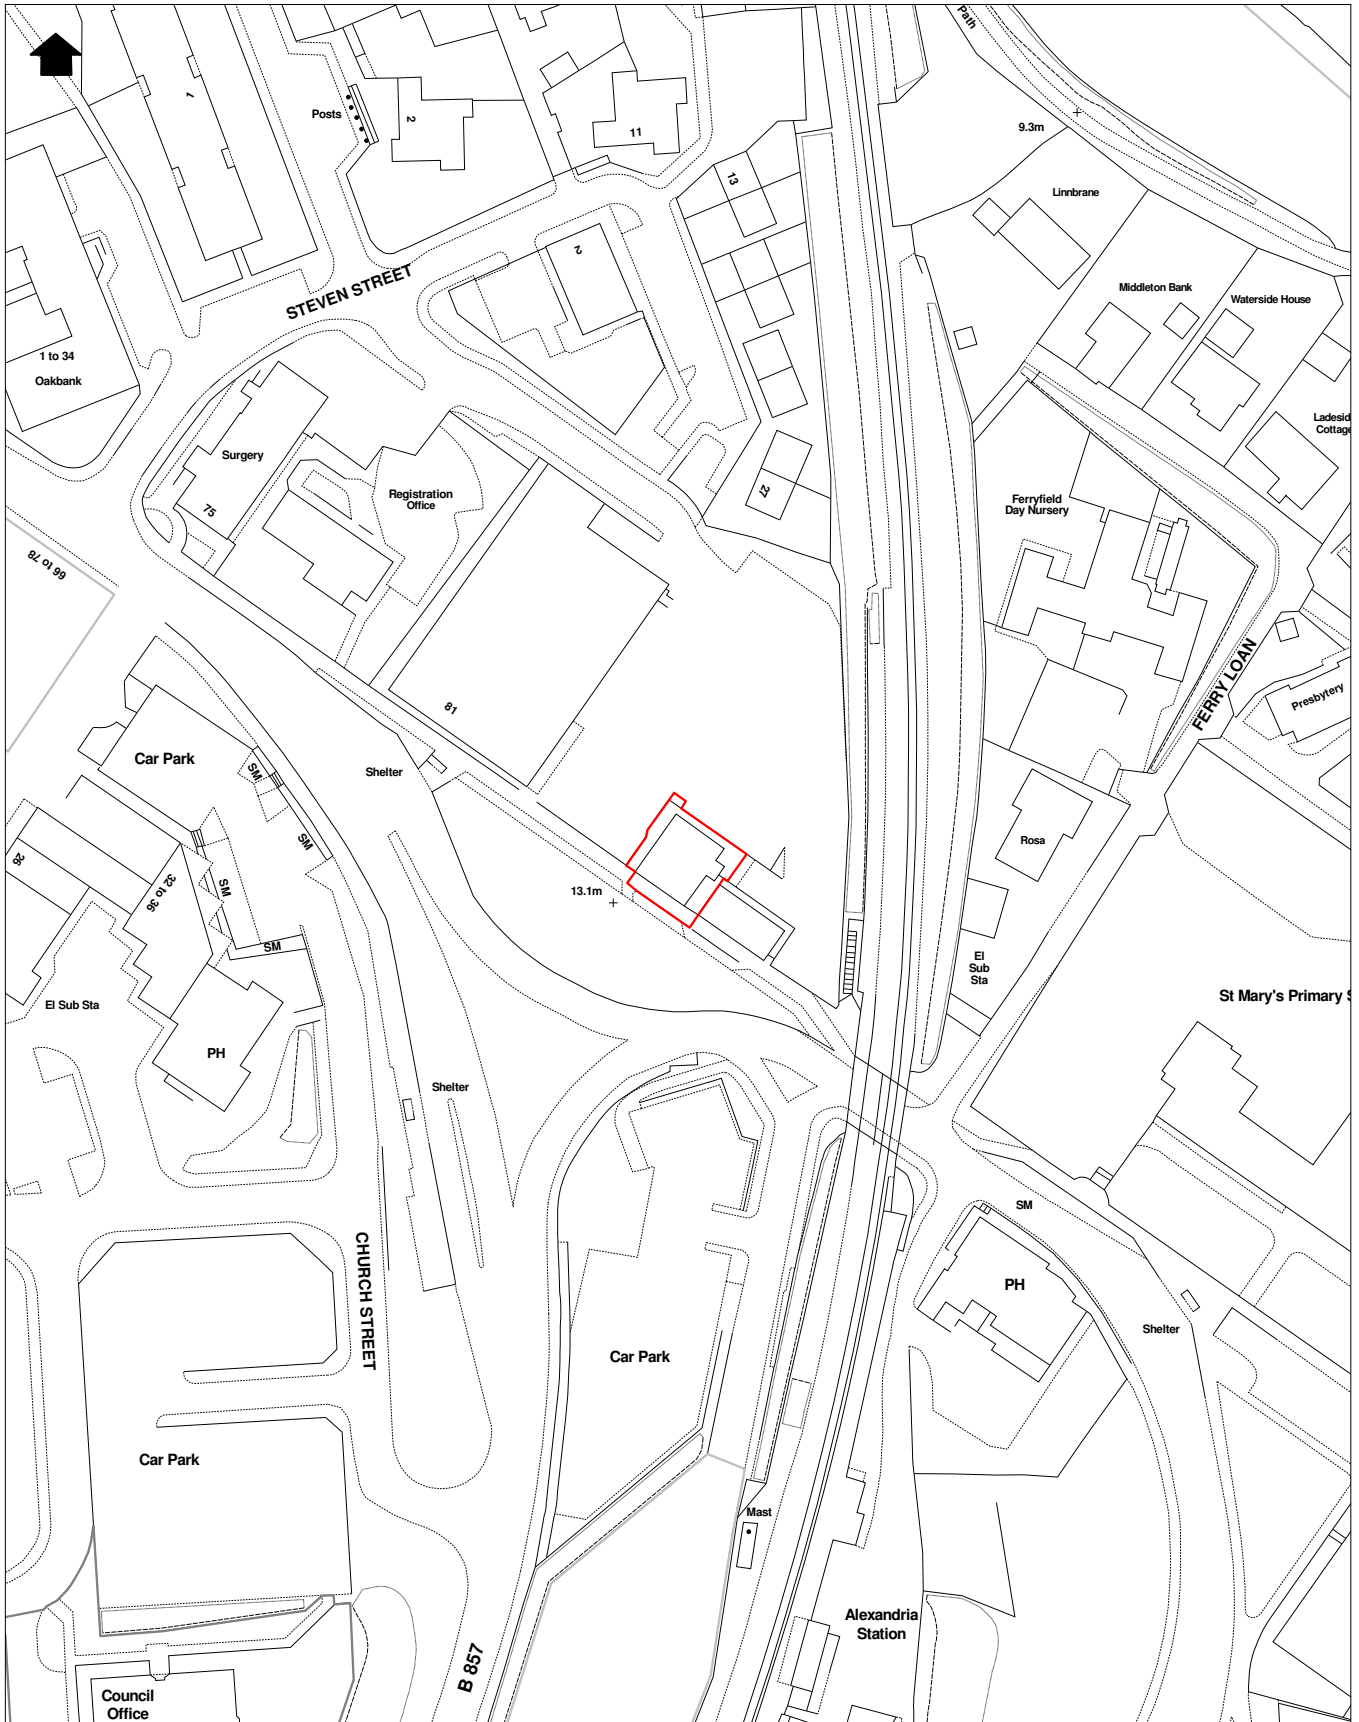 Path
1
Posts
2
11
9.3m
13
Linnbrane
2
STEVEN STREET
Middleton Bank
Waterside House
1 to 34
Oakbank
Ladesid
Cottage
Surgery
Registration
Office
75
27
Ferryfield
Day Nursery
66 to 78
FERRY LOAN
Presbytery
81
Car Park
Shelter
SM
SM
Rosa
26
32 to 36
SM
13.1m
SM
El
Sub
Sta
El Sub Sta
St Mary's Primary S
PH
Shelter
SM
CHURCH STREET
PH
Shelter
Car Park
Car Park
Mast
Alexandria
Station
B 857
Council
Office